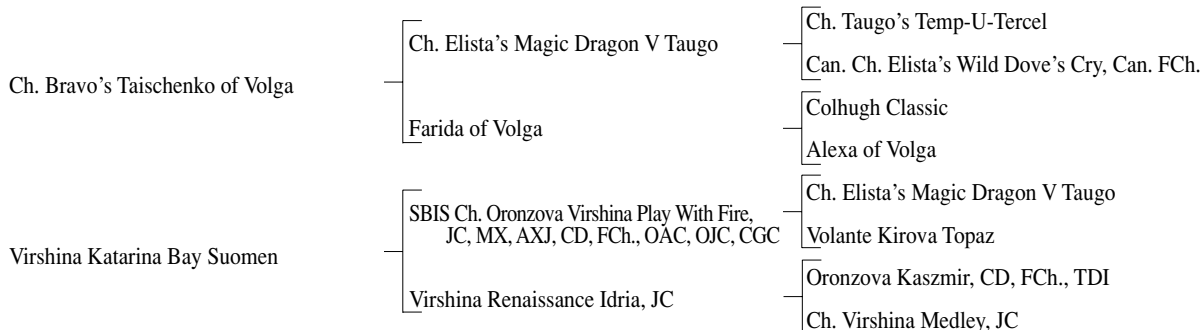 Ch. Taugo’s Temp-U-Tercel
Ch. Elista’s Magic Dragon V Taugo
Can. Ch. Elista’s Wild Dove’s Cry, Can. FCh.
Ch. Bravo’s Taischenko of Volga
Colhugh Classic
Farida of Volga
Alexa of Volga
Ch. Elista’s Magic Dragon V Taugo
SBIS Ch. Oronzova Virshina Play With Fire,
JC, MX, AXJ, CD, FCh., OAC, OJC, CGC
Volante Kirova Topaz
Virshina Katarina Bay Suomen
Oronzova Kaszmir, CD, FCh., TDI
Virshina Renaissance Idria, JC
Ch. Virshina Medley, JC